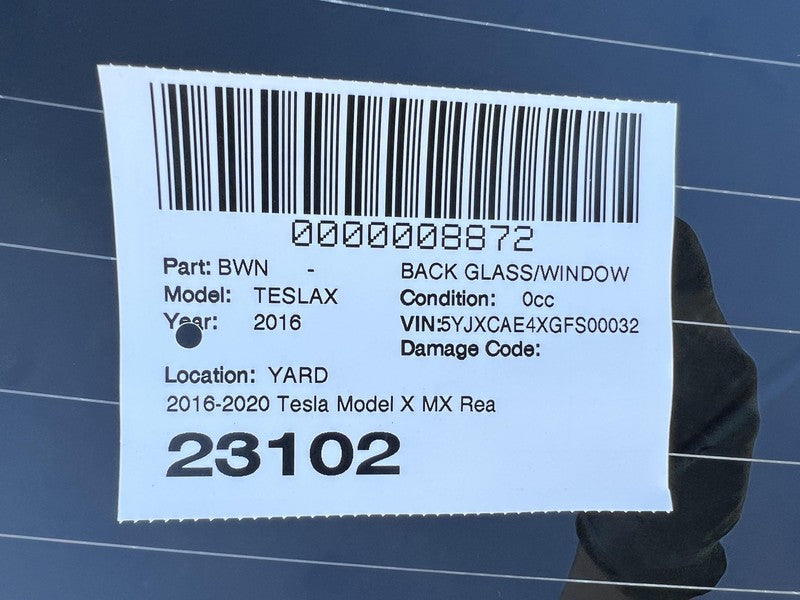 0000008872
Part: BWN - BACK GLASS/WINDOW
Model: TESLAX Condition: 0cc
Year: 2016 VIN:5YJXCAE4XGFS00032
Damage Code:
Location: YARD
2016-2020 Tesla Model X MX Rea
23102